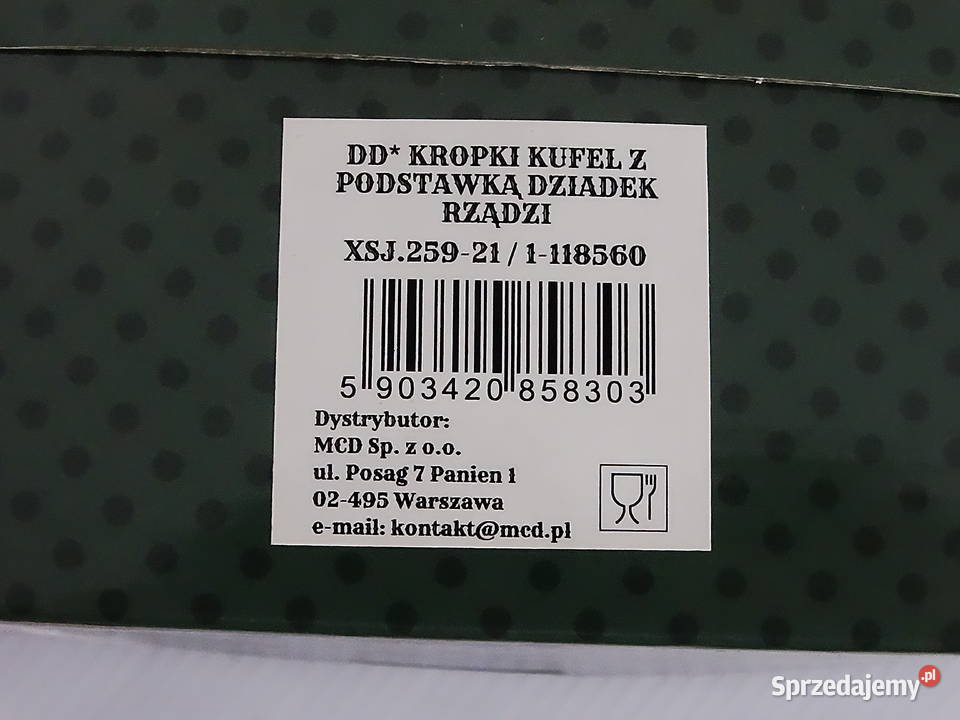 DD* KROPKI KUFEL Z
PODSTAWKĄ DZIADEK
RZĄDZI
XSJ.259-21 / 1-118560
5 903420 858303
Dystrybutor:
MCD Sp. z o.o.
ul. Posag 7 Panien 1
02-495 Warszawa
e-mail: kontakt@mcd.pl
Sprzedajemy.pl